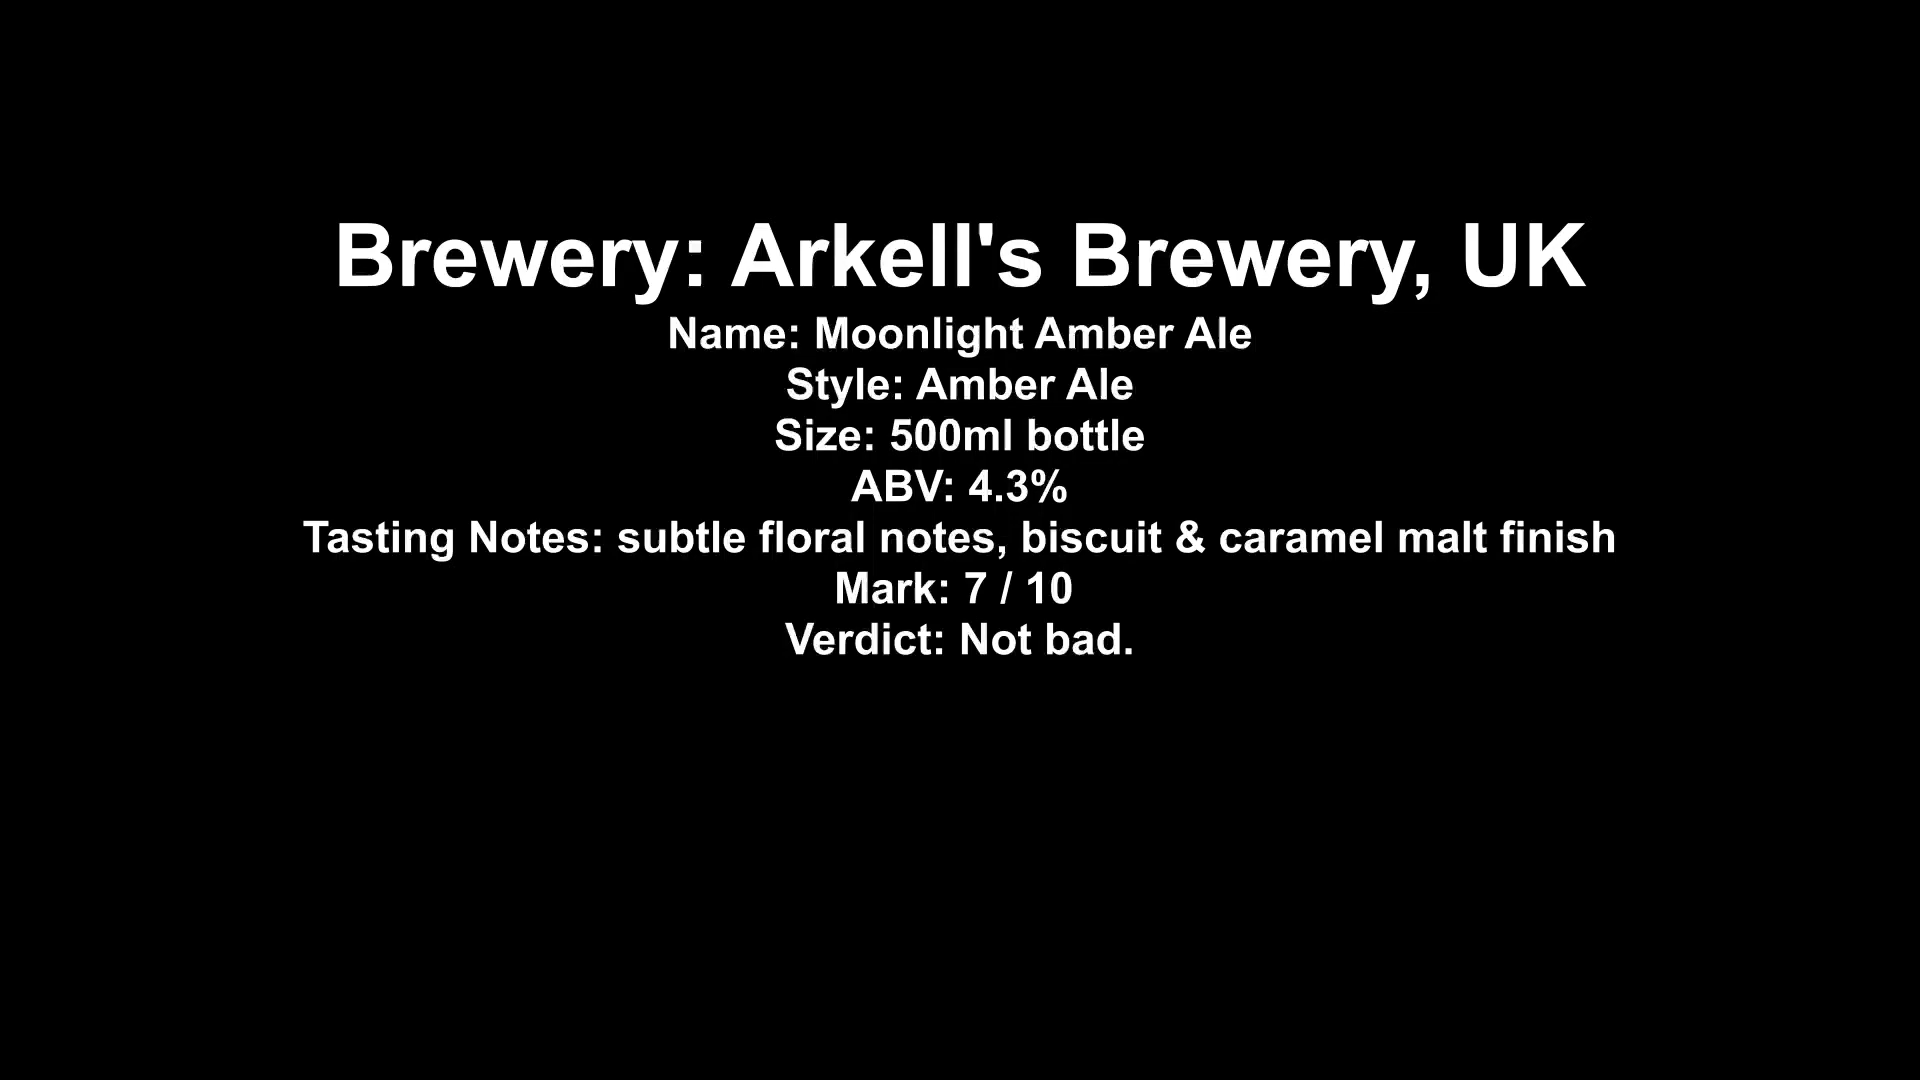 Brewery: Arkell's Brewery, UK
Name: Moonlight Amber Ale
Style: Amber Ale
Size: 500ml bottle
ABV: 4.3%
Tasting Notes: subtle floral notes, biscuit & caramel malt finish
Mark: 7 / 10
Verdict: Not bad.